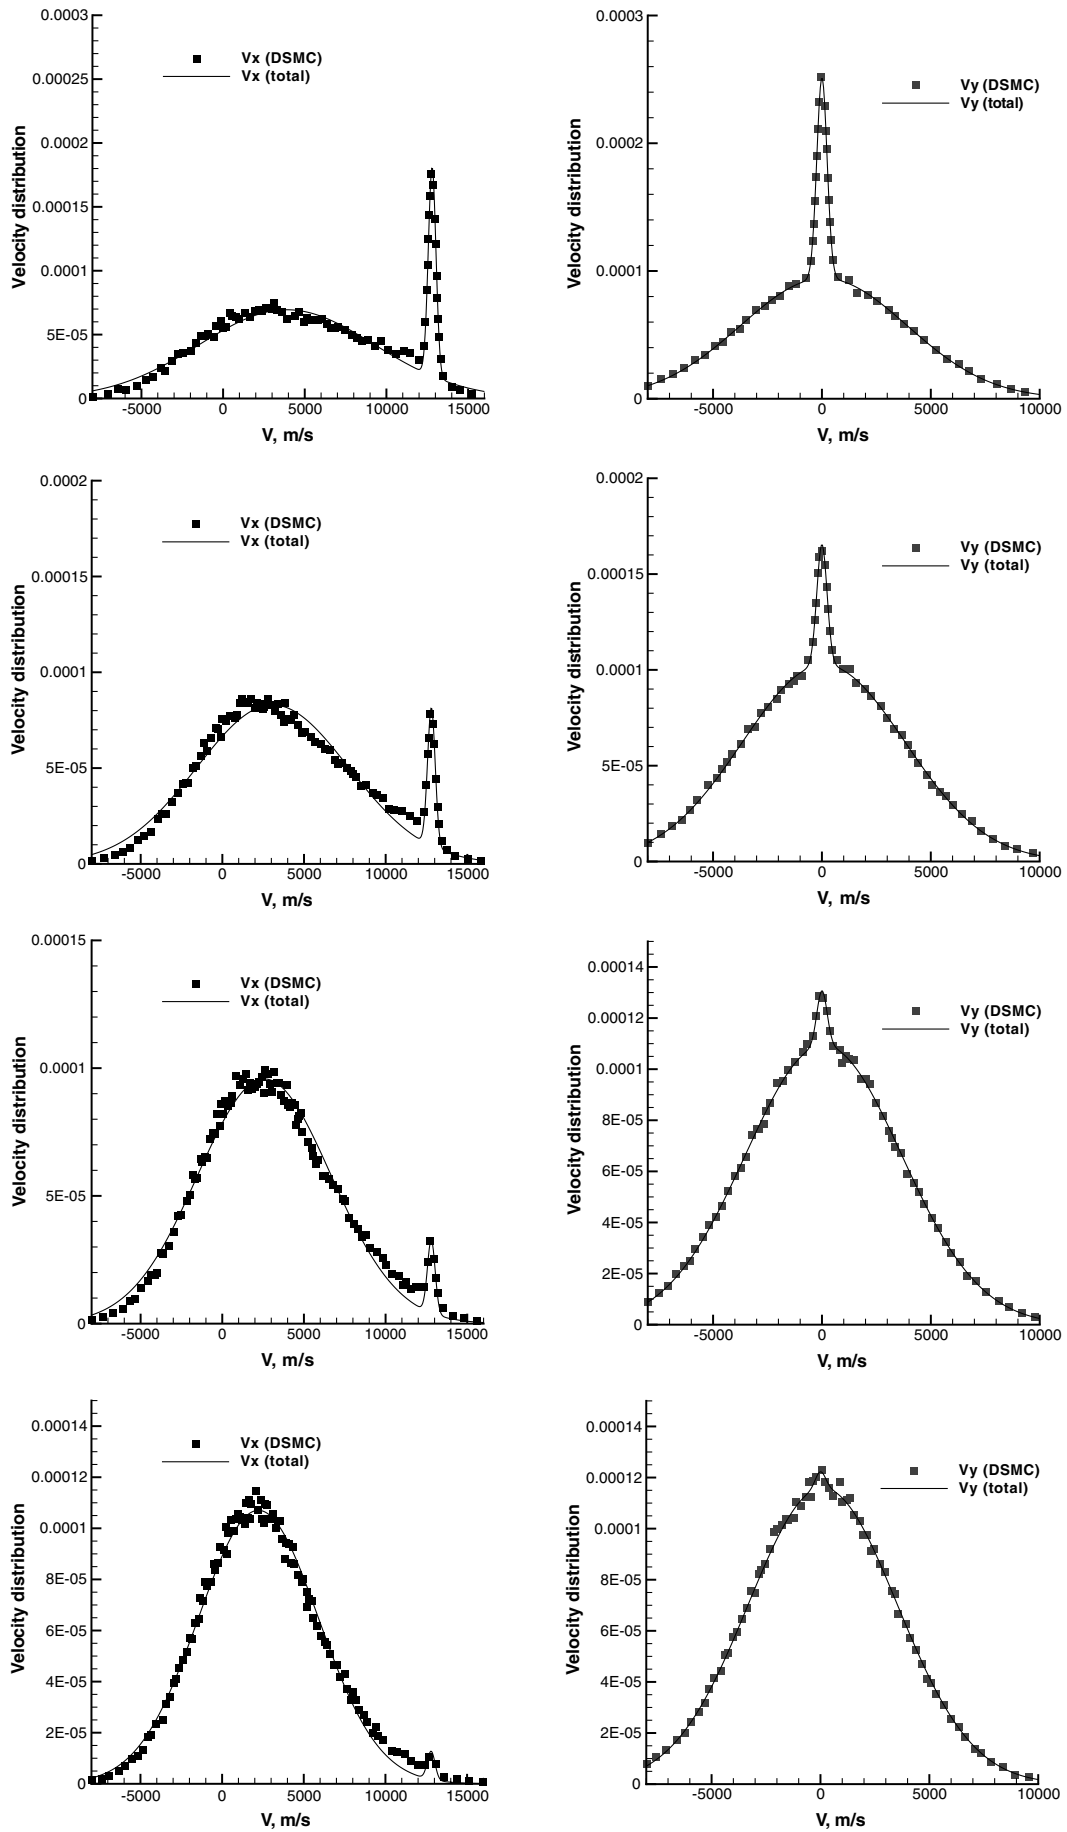 0.0003
0.00025
0.0002
0.00015
0.0001
5E-05
0
Velocity distribution
Vx (DSMC)
Vx (total)
-5000 0 5000 10000 15000
V, m/s
0.0003
0.0002
0.0001
0
Velocity distribution
Vy (DSMC)
Vy (total)
-5000 0 5000 10000
V, m/s
0.0002
0.00015
0.0001
5E-05
0
Velocity distribution
Vx (DSMC)
Vx (total)
-5000 0 5000 10000 15000
V, m/s
0.0002
0.00015
0.0001
5E-05
0
Velocity distribution
Vy (DSMC)
Vy (total)
-5000 0 5000 10000
V, m/s
0.00015
0.0001
5E-05
0
Velocity distribution
Vx (DSMC)
Vx (total)
-5000 0 5000 10000 15000
V, m/s
0.00014
0.00012
0.0001
8E-05
6E-05
4E-05
2E-05
0
Velocity distribution
Vy (DSMC)
Vy (total)
-5000 0 5000 10000
V, m/s
0.00014
0.00012
0.0001
8E-05
6E-05
4E-05
2E-05
0
Velocity distribution
Vx (DSMC)
Vx (total)
-5000 0 5000 10000 15000
V, m/s
0.00014
0.00012
0.0001
8E-05
6E-05
4E-05
2E-05
0
Velocity distribution
Vy (DSMC)
Vy (total)
-5000 0 5000 10000
V, m/s